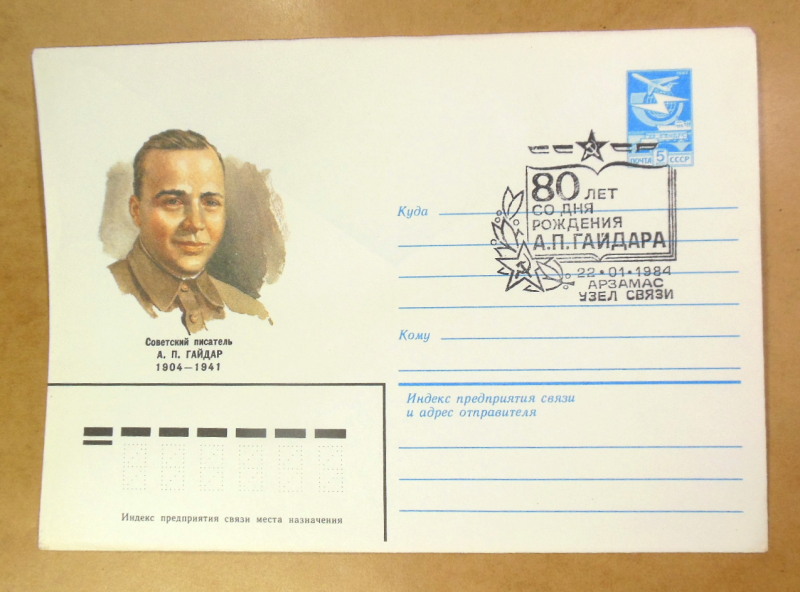 Советский писатель
А. П. ГАЙДАР
1904—1941
ПОЧТА 5 СССР
80 ЛЕТ
СО ДНЯ
РОЖДЕНИЯ
А.П.ГАЙДАРА
22•01•1984
АРЗАМАС
УЗЕЛ СВЯЗИ
Куда
Кому
Индекс предприятия связи
и адрес отправителя
Индекс предприятия связи места назначения